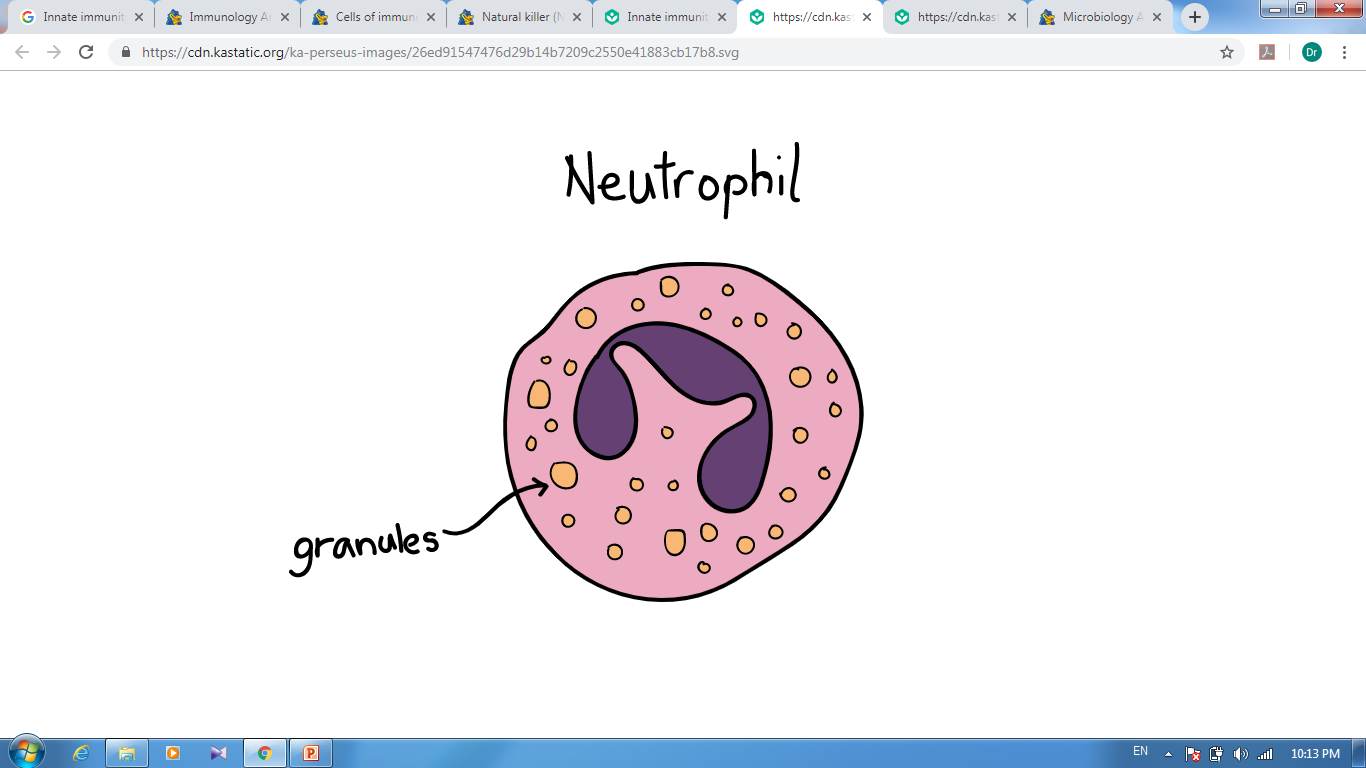 Innate immunit
Immunology A
Cells of immun
Natural killer (N
Innate immunit
https://cdn.kas
https://cdn.kas
Microbiology A
https://cdn.kastatic.org/ka-perseus-images/26ed91547476d29b14b7209c2550e41883cb17b8.svg
Dr
Neutrophil
granules
EN
10:13 PM